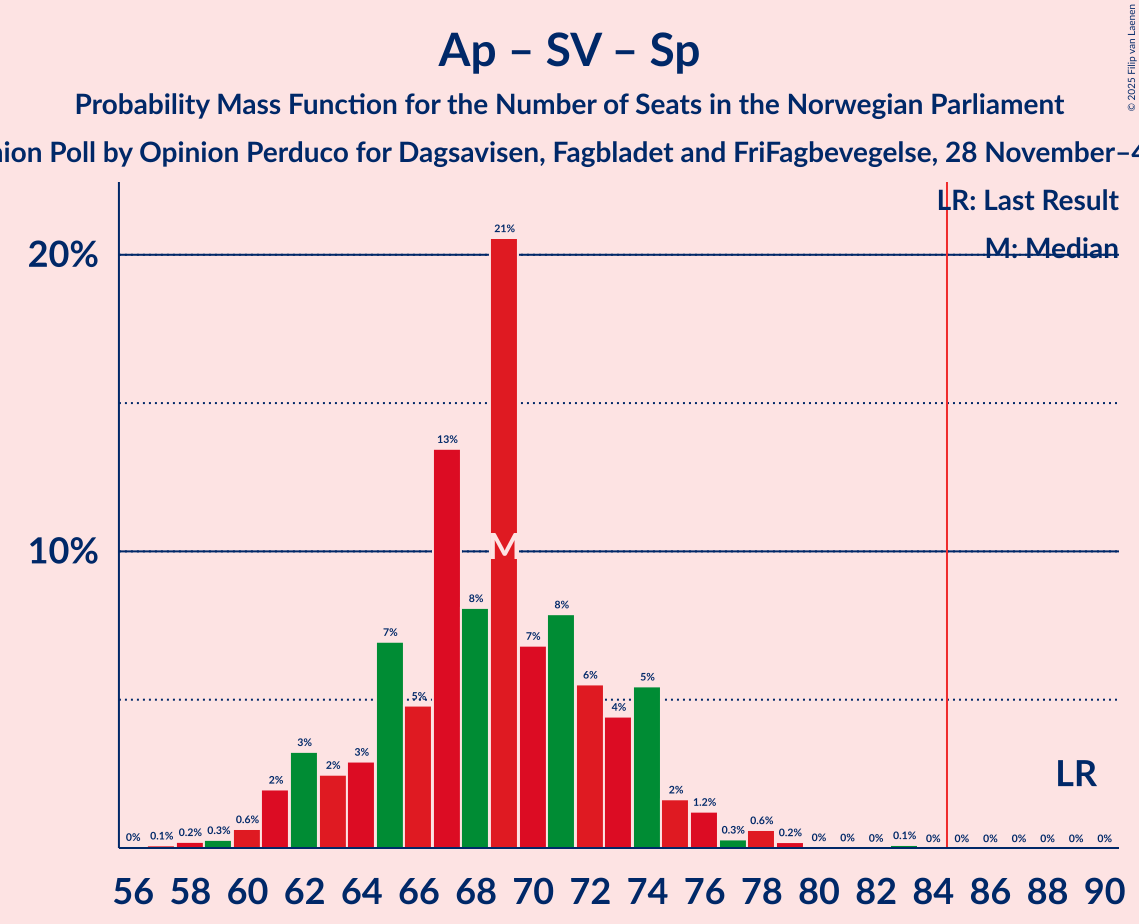 Ap – SV – Sp
Probability Mass Function for the Number of Seats in the Norwegian Parliament
Opinion Poll by Opinion Perduco for Dagsavisen, Fagbladet and FriFagbevegelse, 28 November–4
© 2025 Filip van Laenen
LR: Last Result
M: Median
20%
10%
0% 0.1% 0.2% 0.3% 0.6% 2% 3% 2% 3% 7% 5% 13% 8% 21% 7% 8% 6% 4% 5% 2% 1.2% 0.3% 0.6% 0.2% 0% 0% 0% 0.1% 0% 0% 0% 0% 0% 0% 0%
M
LR
56 58 60 62 64 66 68 70 72 74 76 78 80 82 84 86 88 90